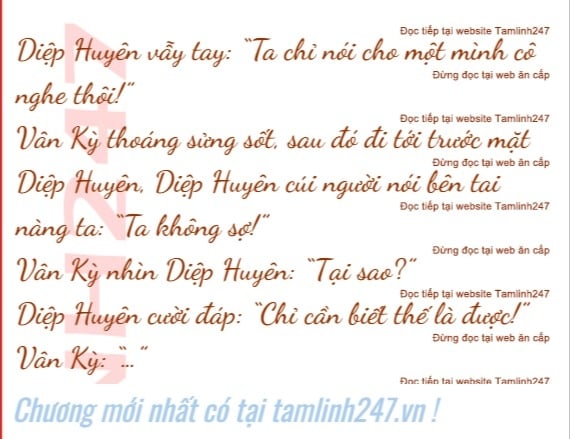 Đọc tiếp tại website Tamlinh247
Diệp Huyên vẫy tay: “Ta chỉ nói cho một mình cô
Đừng đọc tại web ăn cắp
nghe thôi!”
Đọc tiếp tại website Tamlinh247
Vân Kỳ thoáng sửng sốt, sau đó đi tới trước mặt
Đừng đọc tại web ăn cắp
Diệp Huyên, Diệp Huyên cúi người nói bên tai
Đọc tiếp tại website Tamlinh247
nàng ta: “Ta không sợ!”
Đừng đọc tại web ăn cắp
Vân Kỳ nhìn Diệp Huyên: “Tại sao?”
Đọc tiếp tại website Tamlinh247
Diệp Huyên cười đáp: “Chỉ cần biết thế là được!”
Đừng đọc tại web ăn cắp
Vân Kỳ: “…”
Đọc tiếp tại website Tamlinh247
NH247
Chương mới nhất có tại tamlinh247.vn !